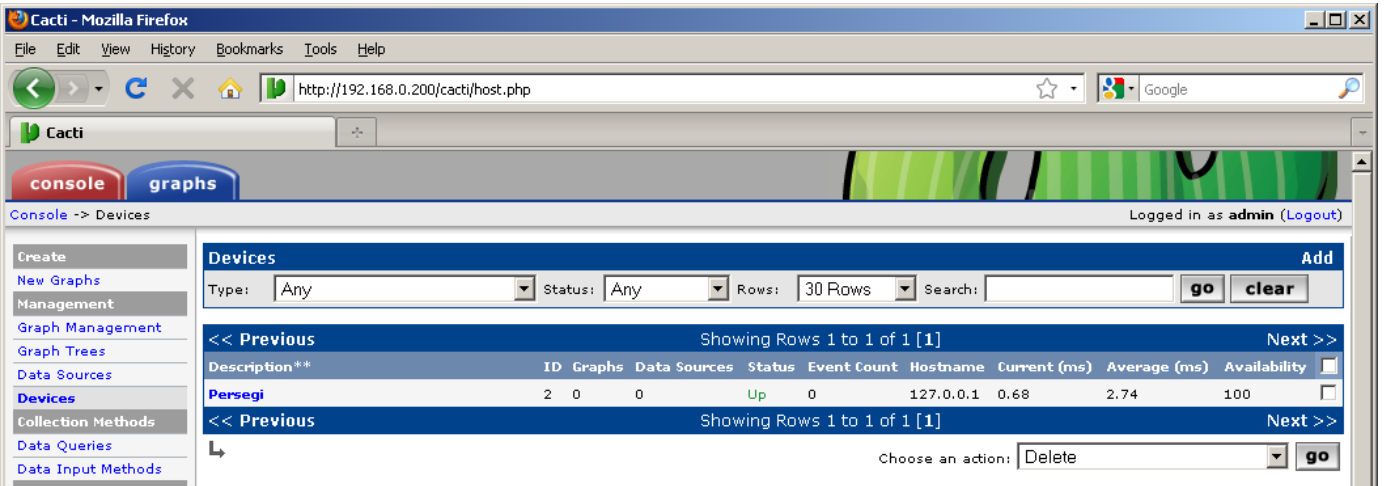 Cacti - Mozilla Firefox
File Edit View History Bookmarks Tools Help
http://192.168.0.200/cacti/host.php Google
Cacti
console graphs
Console -> Devices Logged in as admin (Logout)
Create
New Graphs
Management
Graph Management
Graph Trees
Data Sources
Devices
Collection Methods
Data Queries
Data Input Methods
Devices Add
Type: Any Status: Any Rows: 30 Rows Search: go clear
<< Previous Showing Rows 1 to 1 of 1 [1] Next >>
Description** ID Graphs Data Sources Status Event Count Hostname Current (ms) Average (ms) Availability
Persegi 2 0 0 Up 0 127.0.0.1 0.68 2.74 100
<< Previous Showing Rows 1 to 1 of 1 [1] Next >>
Choose an action: Delete go